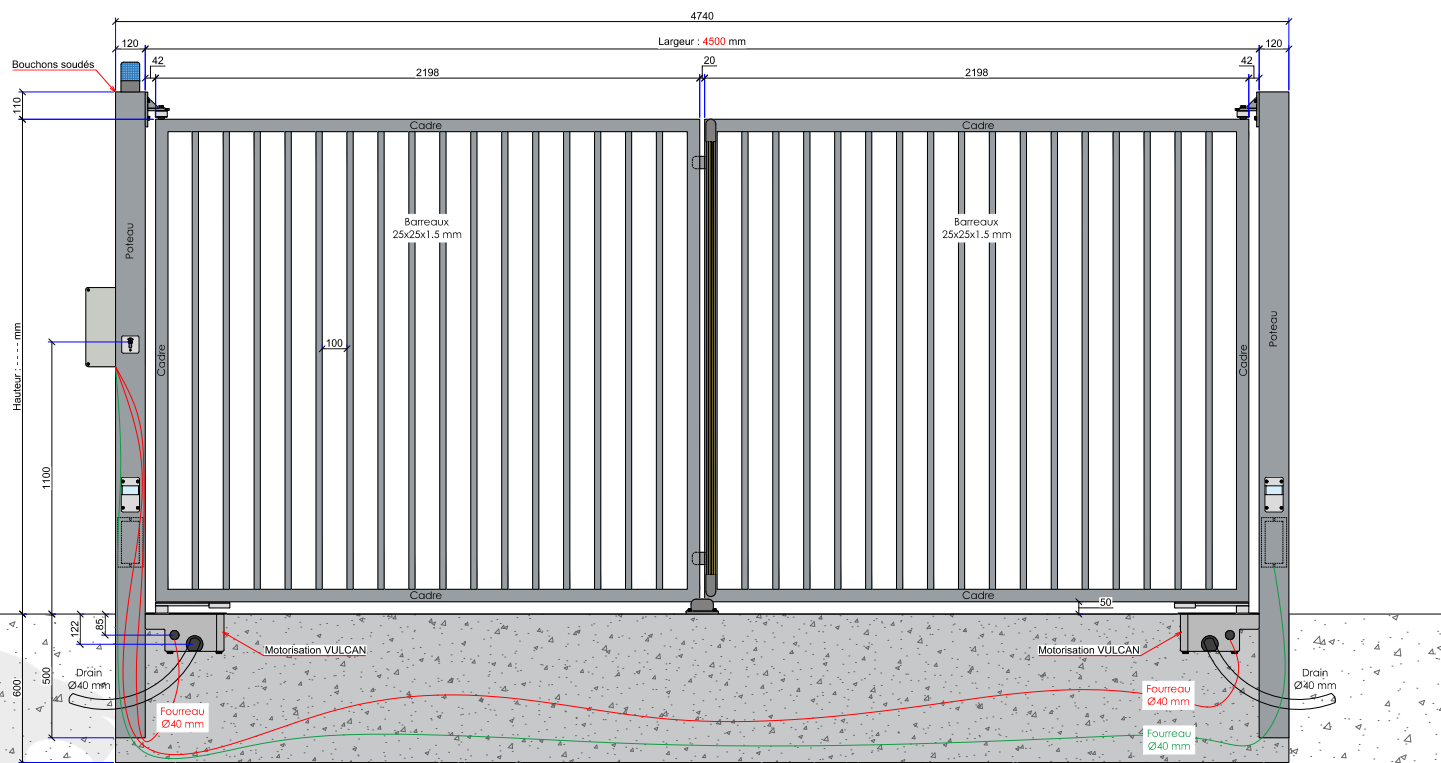 4740
120
Largeur : 4500 mm
120
Bouchons soudés
42
2198
20
2198
42
110
Cadre
Cadre
Poteau
Barreaux
25x25x1.5 mm
Barreaux
25x25x1.5 mm
Hauteur : - - - - mm
100
Cadre
Cadre
Poteau
1100
Cadre
Cadre
50
122
85
Motorisation VULCAN
Motorisation VULCAN
600
500
Drain
Ø40 mm
Drain
Ø40 mm
Fourreau
Ø40 mm
Fourreau
Ø40 mm
Fourreau
Ø40 mm